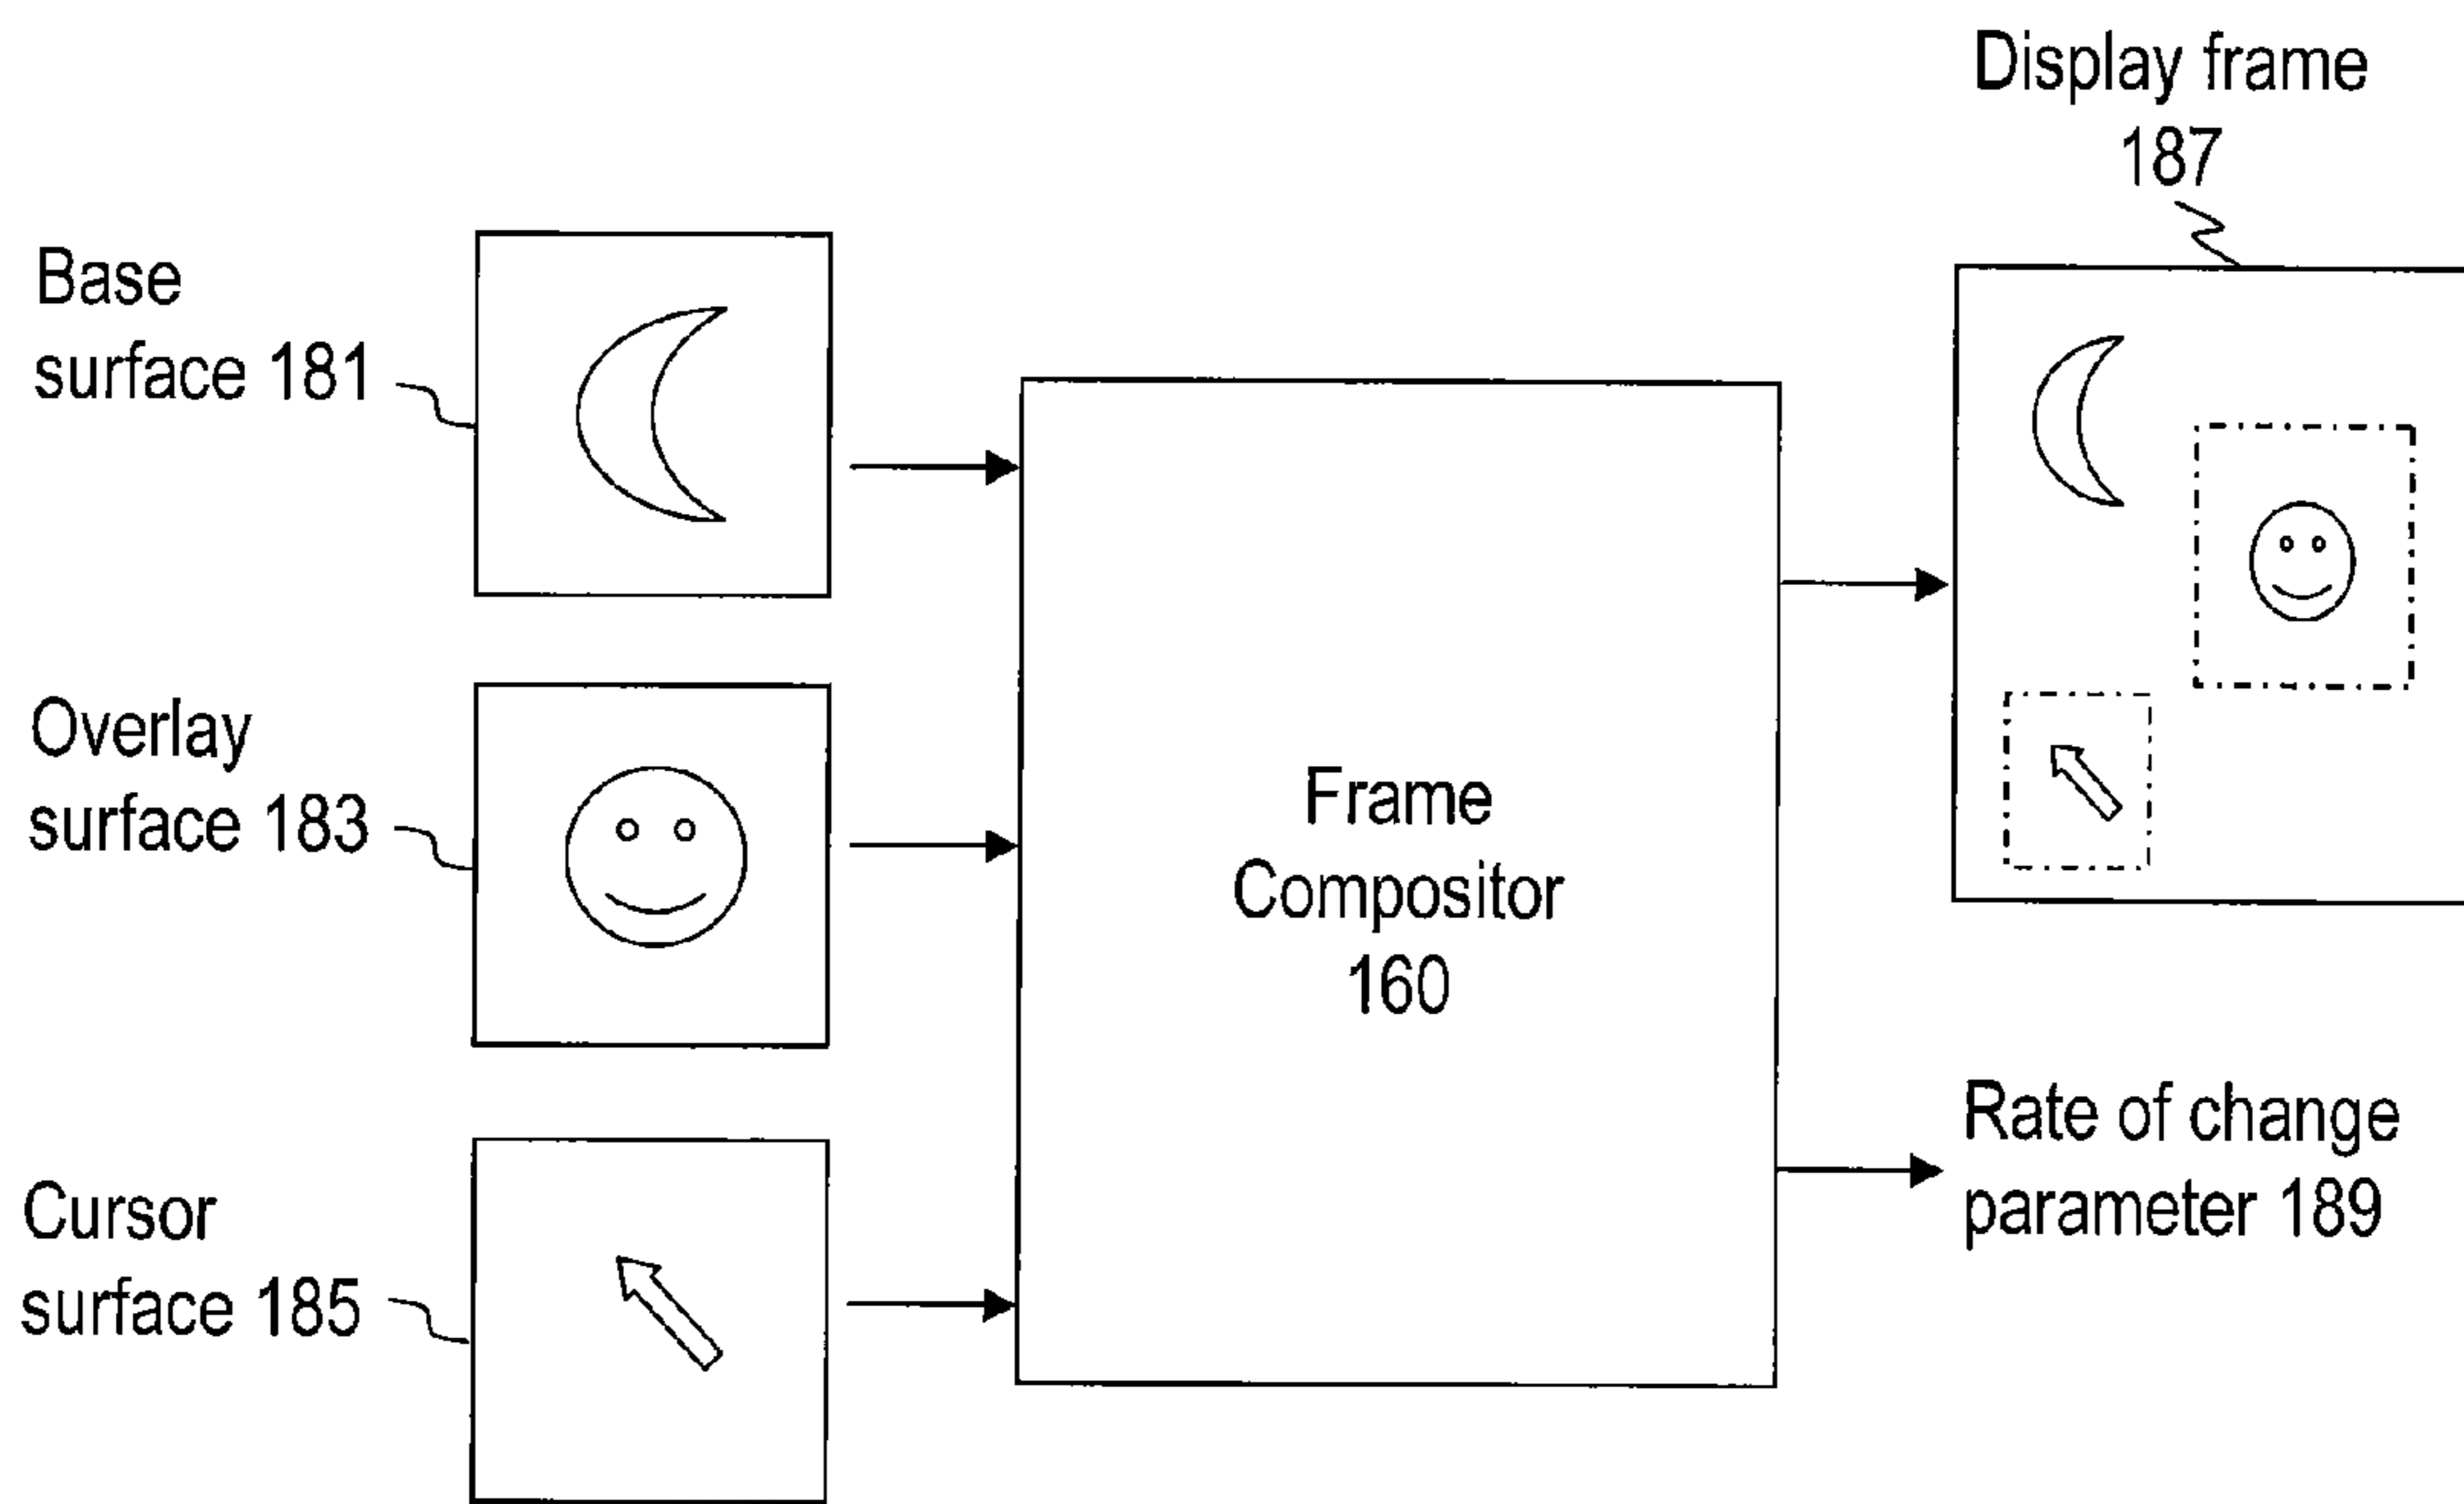 Display frame
187
Base
surface 181
Overlay
surface 183
Cursor
surface 185
Frame
Compositor
160
Rate of change
parameter 189